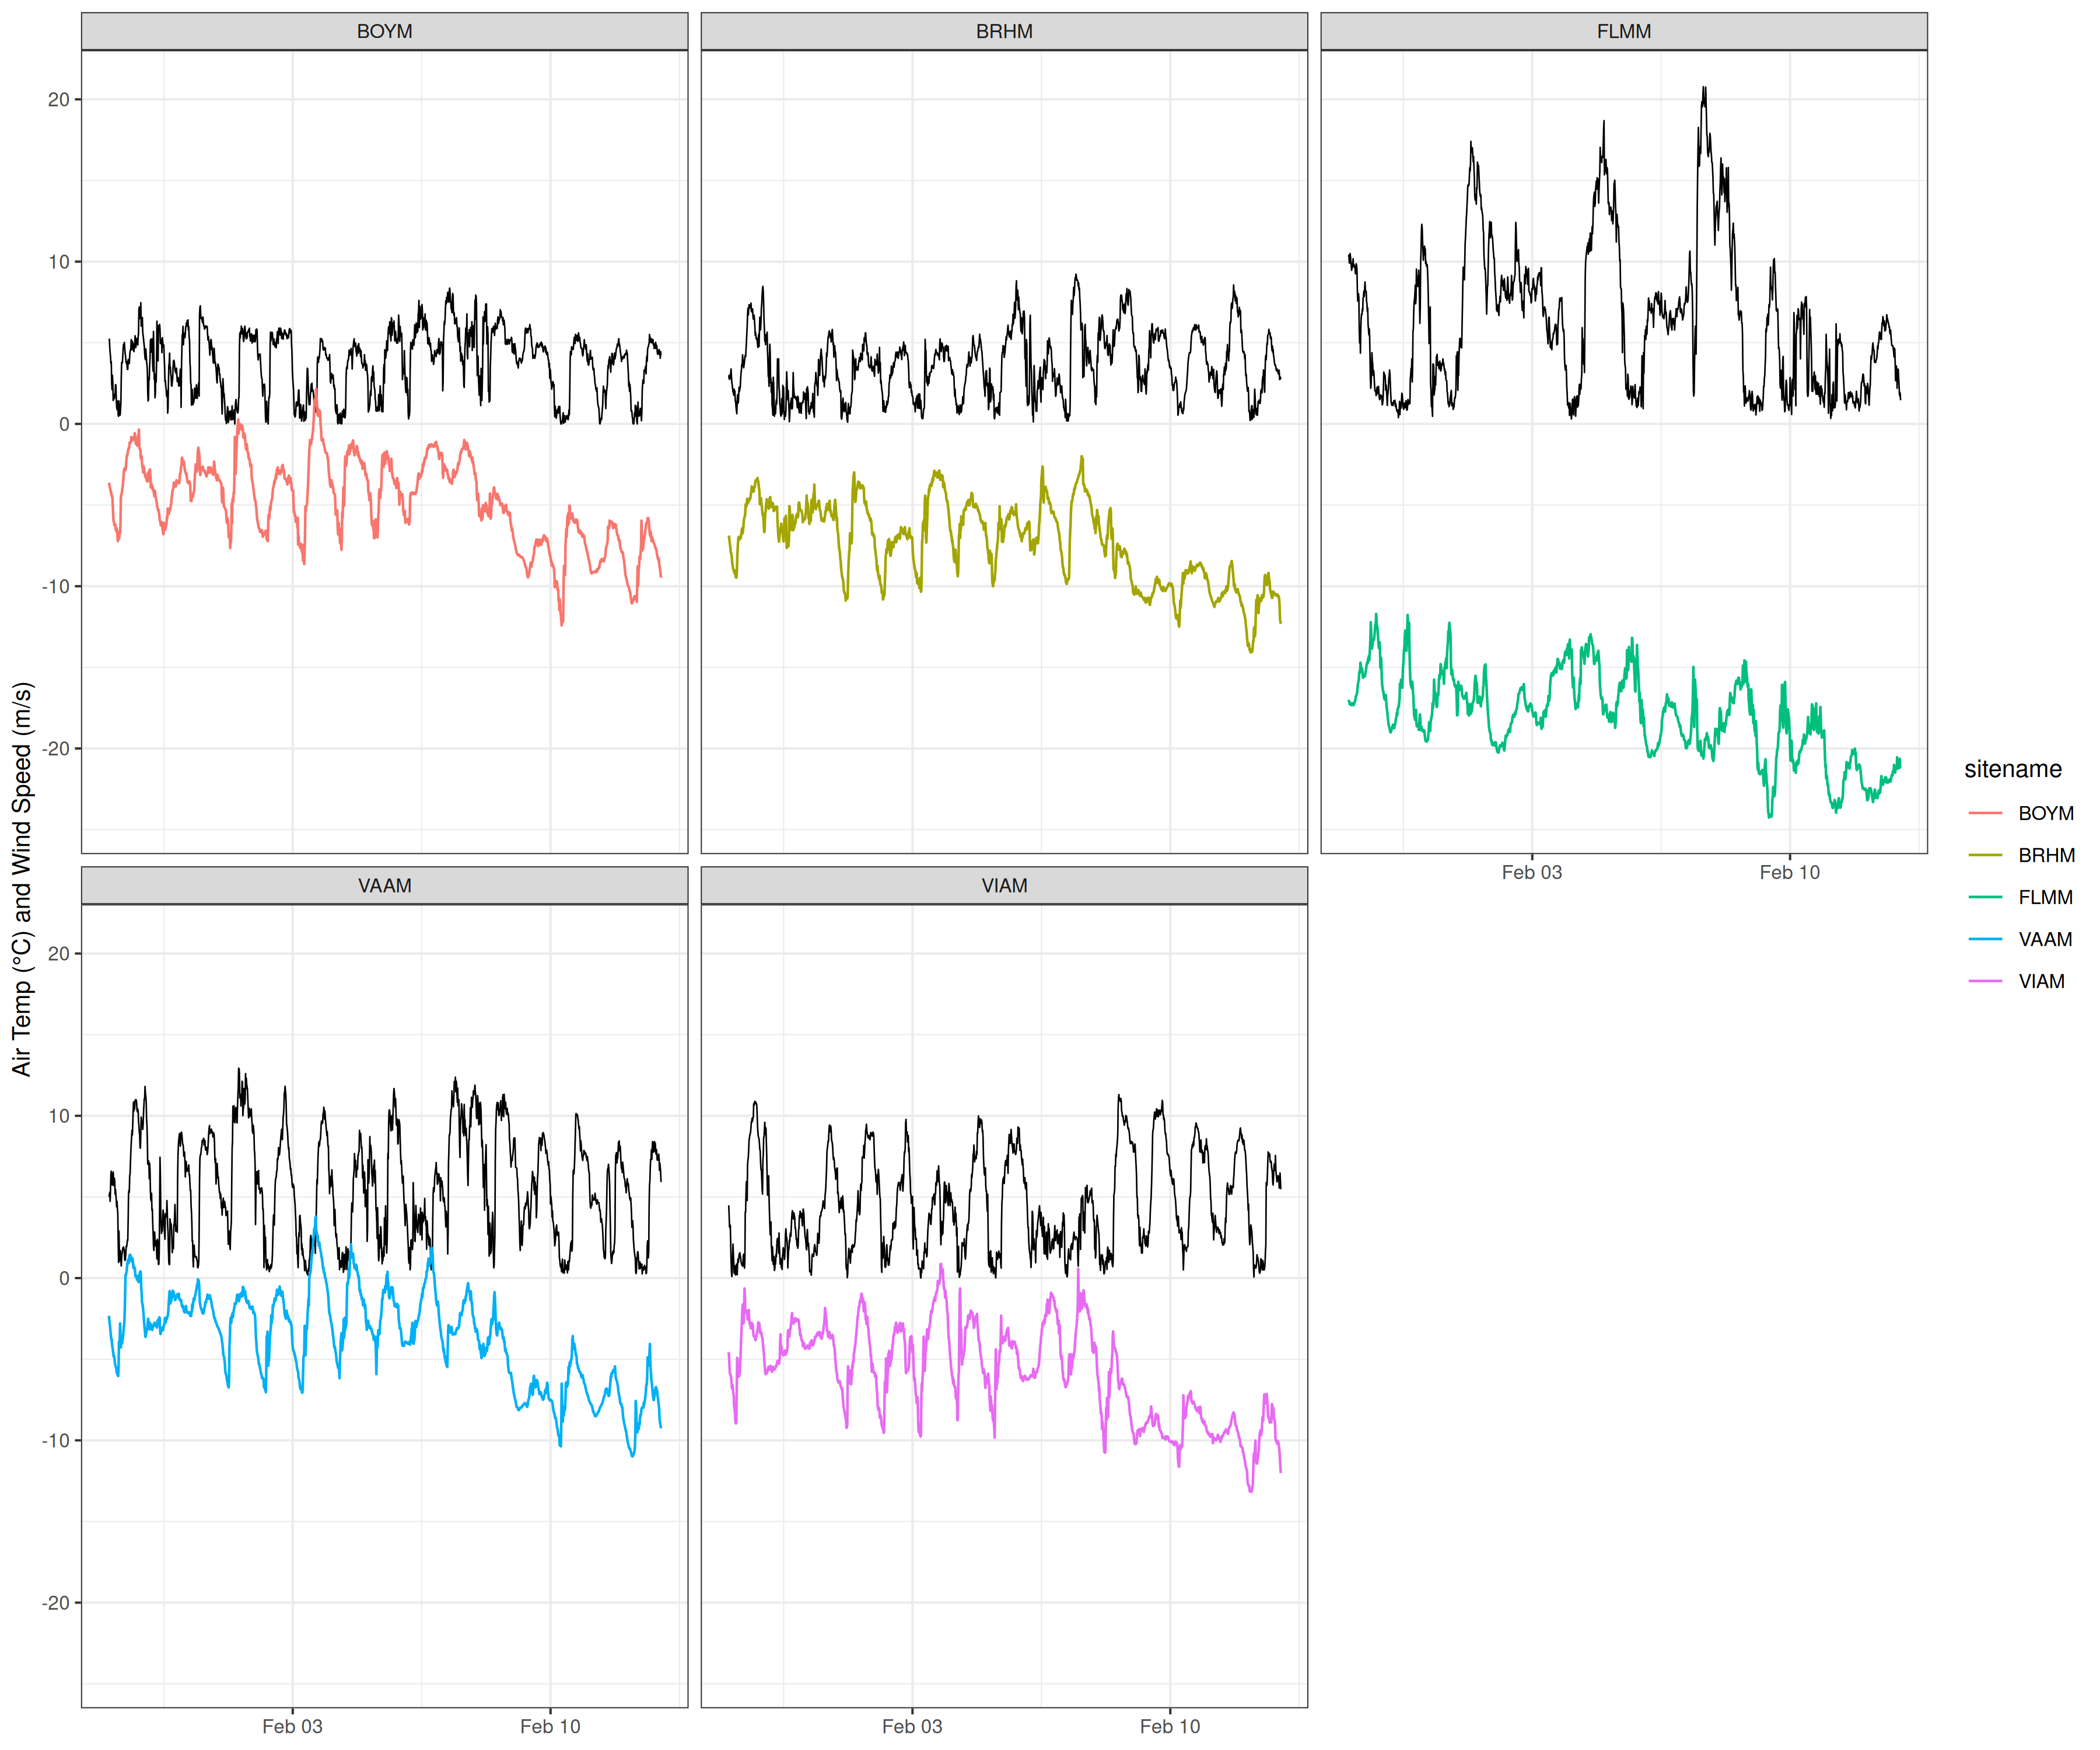 BOYM
BRHM
FLMM
20
10
0
-10
-20
Feb 03
Feb 10
VAAM
VIAM
20
10
0
-10
-20
Feb 03
Feb 10
Feb 03
Feb 10
Air Temp (°C) and Wind Speed (m/s)
sitename
BOYM
BRHM
FLMM
VAAM
VIAM